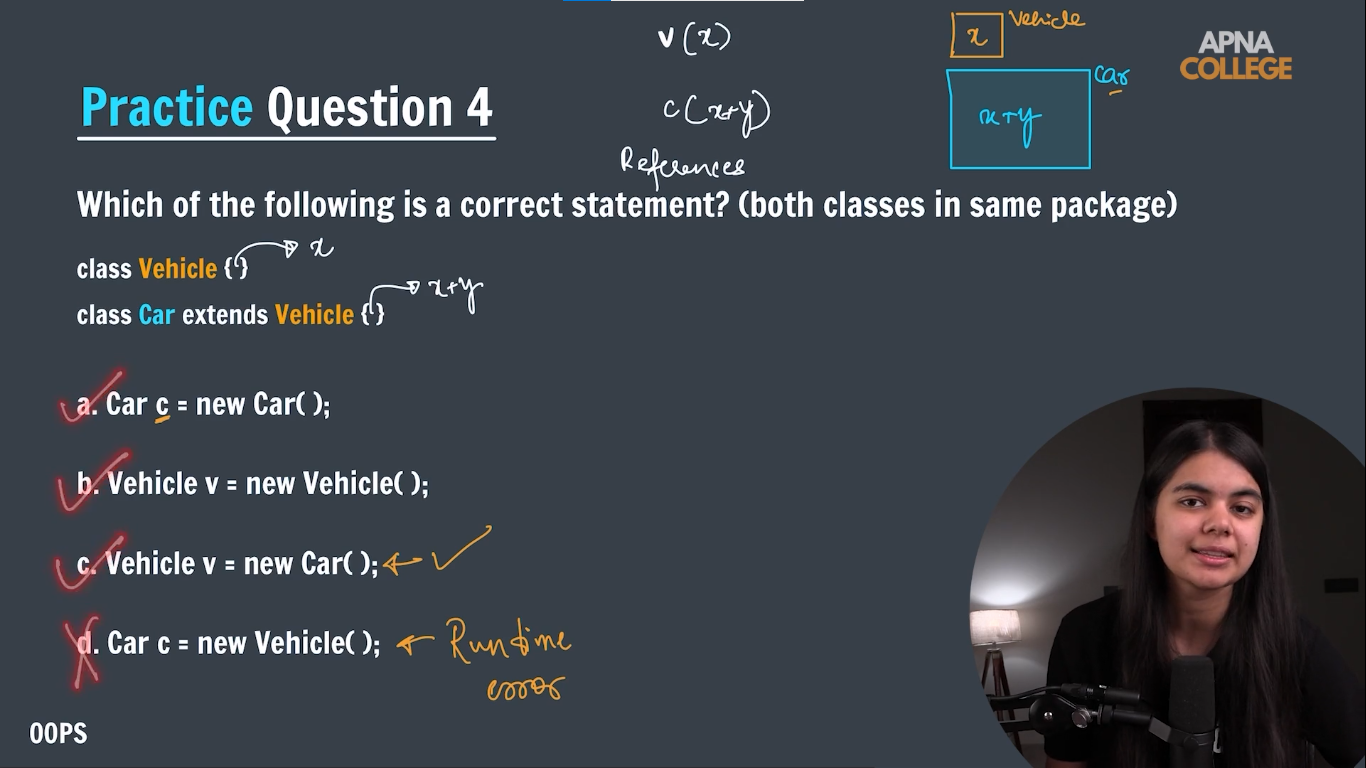 v(x)
x
Vehicle
APNA
COLLEGE
Practice Question 4
c(x+y)
x+y
Car
References
Which of the following is a correct statement? (both classes in same package)
class Vehicle { } x
class Car extends Vehicle { } x+y
a. Car c = new Car( );
b. Vehicle v = new Vehicle( );
c. Vehicle v = new Car( );
d. Car c = new Vehicle( ); Runtime
error
OOPS